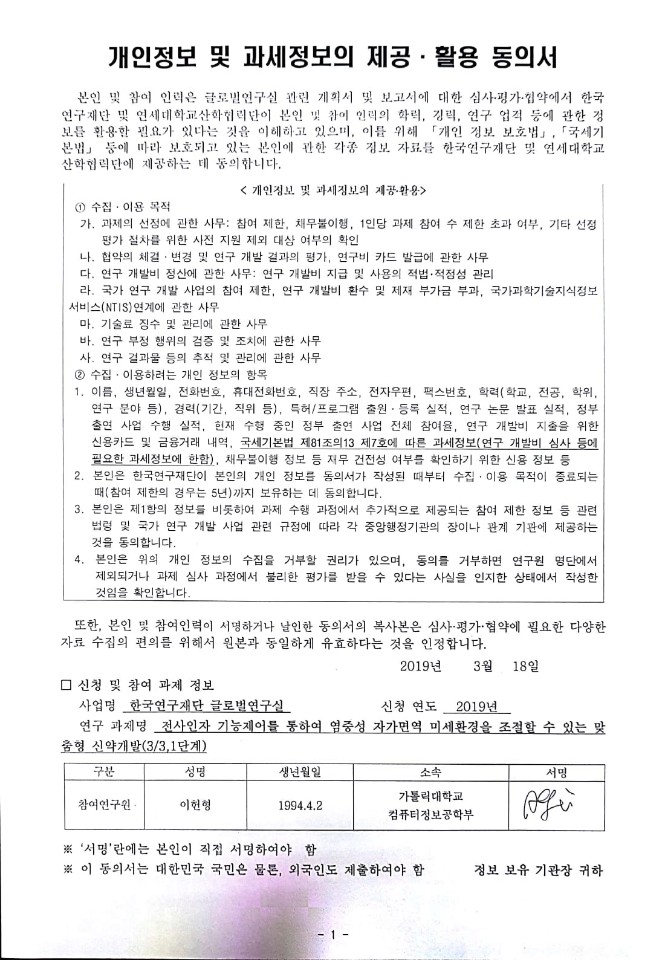 개인정보 및 과세정보의 제공 · 활용 동의서
본인 및 참여 인력은 글로벌연구실 관련 계획서 및 보고서에 대한 심사·평가·협약에서 한국
연구재단 및 연세대학교산학협력단이 본인 및 참여 인력의 학력, 경력, 연구 업적 등에 관한 정
보를 활용할 필요가 있다는 것을 이해하고 있으며, 이를 위해 「개인 정보 보호법」,「국세기
본법」 등에 따라 보호되고 있는 본인에 관한 각종 정보 자료를 한국연구재단 및 연세대학교
산학협력단에 제공하는 데 동의합니다.
< 개인정보 및 과세정보의 제공·활용>
① 수집 · 이용 목적
가. 과제의 선정에 관한 사무: 참여 제한, 채무불이행, 1인당 과제 참여 수 제한 초과 여부, 기타 선정
평가 절차를 위한 사전 지원 제외 대상 여부의 확인
나. 협약의 체결 · 변경 및 연구 개발 결과의 평가, 연구비 카드 발급에 관한 사무
다. 연구 개발비 정산에 관한 사무: 연구 개발비 지급 및 사용의 적법·적정성 관리
라. 국가 연구 개발 사업의 참여 제한, 연구 개발비 환수 및 제재 부가금 부과, 국가과학기술지식정보
서비스(NTIS)연계에 관한 사무
마. 기술료 징수 및 관리에 관한 사무
바. 연구 부정 행위의 검증 및 조치에 관한 사무
사. 연구 결과물 등의 추적 및 관리에 관한 사무
② 수집 · 이용하려는 개인 정보의 항목
1. 이름, 생년월일, 전화번호, 휴대전화번호, 직장 주소, 전자우편, 팩스번호, 학력(학교, 전공, 학위,
연구 분야 등), 경력(기간, 직위 등), 특허/프로그램 출원 · 등록 실적, 연구 논문 발표 실적, 정부
출연 사업 수행 실적, 현재 수행 중인 정부 출연 사업 전체 참여율, 연구 개발비 지출을 위한
신용카드 및 금융거래 내역, 국세기본법 제81조의13 제7호에 따른 과세정보(연구 개발비 심사 등에
필요한 과세정보에 한함), 채무불이행 정보 등 재무 건전성 여부를 확인하기 위한 신용 정보 등
2. 본인은 한국연구재단이 본인의 개인 정보를 동의서가 작성된 때부터 수집 · 이용 목적이 종료되는
때(참여 제한의 경우는 5년)까지 보유하는 데 동의합니다.
3. 본인은 제1항의 정보를 비롯하여 과제 수행 과정에서 추가적으로 제공되는 참여 제한 정보 등 관련
법령 및 국가 연구 개발 사업 관련 규정에 따라 각 중앙행정기관의 장이나 관계 기관에 제공하는
것을 동의합니다.
4. 본인은 위의 개인 정보의 수집을 거부할 권리가 있으며, 동의를 거부하면 연구원 명단에서
제외되거나 과제 심사 과정에서 불리한 평가를 받을 수 있다는 사실을 인지한 상태에서 작성한
것임을 확인합니다.
또한, 본인 및 참여인력이 서명하거나 날인한 동의서의 복사본은 심사·평가·협약에 필요한 다양한
자료 수집의 편의를 위해서 원본과 동일하게 유효하다는 것을 인정합니다.
2019년 3월 18일
□ 신청 및 참여 과제 정보
사업명 한국연구재단 글로벌연구실 신청 연도 2019년
연구 과제명 전사인자 기능제어를 통하여 염증성 자가면역 미세환경을 조절할 수 있는 맞
춤형 신약개발(3/3,1단계)
구분 성명 생년월일 소속 서명
참여연구원 이헌형 1994.4.2 가톨릭대학교
컴퓨터정보공학부
※ '서명'란에는 본인이 직접 서명하여야 함
※ 이 동의서는 대한민국 국민은 물론, 외국인도 제출하여야 함 정보 보유 기관장 귀하
- 1 -